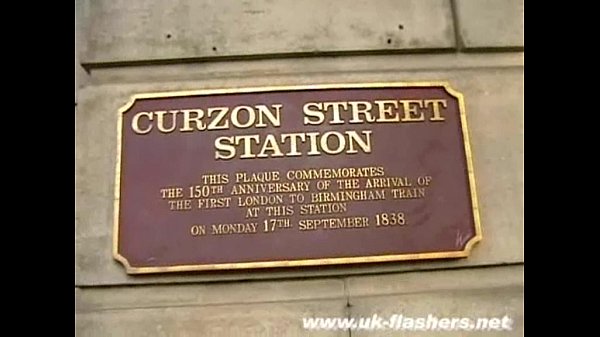 CURZON STREET
STATION
THIS PLAQUE COMMEMORATES
THE 150TH ANNIVERSARY OF THE ARRIVAL OF
THE FIRST LONDON TO BIRMINGHAM TRAIN
AT THIS STATION
ON MONDAY 17TH. SEPTEMBER 1838
www.uk-flashers.net